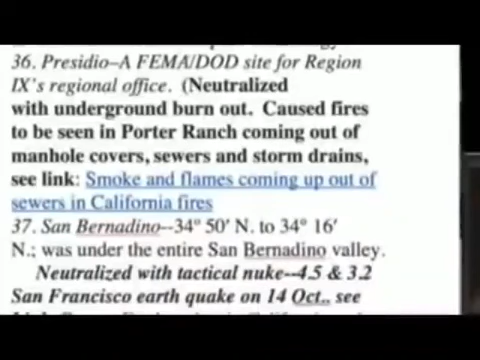 36. Presidio–A FEMA/DOD site for Region
IX's regional office. (Neutralized
with underground burn out. Caused fires
to be seen in Porter Ranch coming out of
manhole covers, sewers and storm drains,
see link: Smoke and flames coming up out of
sewers in California fires
37. San Bernadino--34° 50′ N. to 34° 16′
N.; was under the entire San Bernadino valley.
Neutralized with tactical nuke--4.5 & 3.2
San Francisco earth quake on 14 Oct.. see